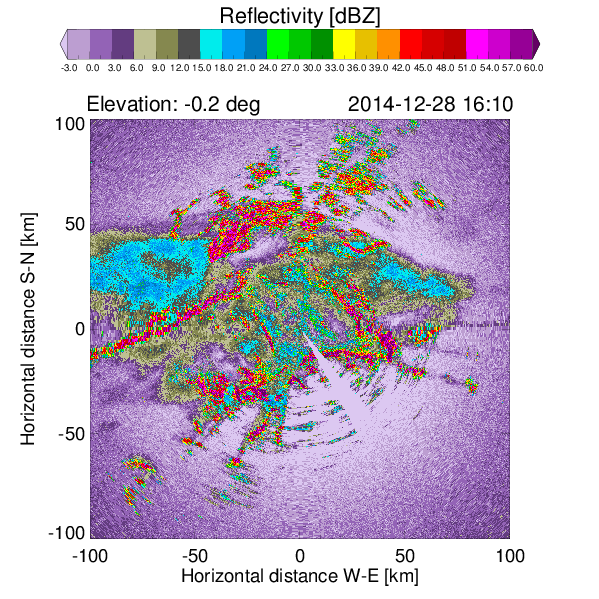 Reflectivity [dBZ]
-3.0 0.0 3.0 6.0 9.0 12.0 15.0 18.0 21.0 24.0 27.0 30.0 33.0 36.0 39.0 42.0 45.0 48.0 51.0 54.0 57.0 60.0
Elevation: -0.2 deg 2014-12-28 16:10
100
50
0
-50
-100
Horizontal distance S-N [km]
-100 -50 0 50 100
Horizontal distance W-E [km]